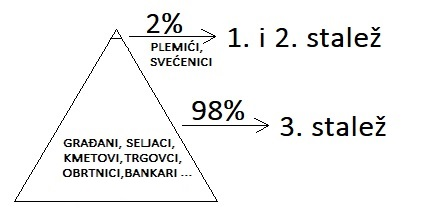 2%
PLEMIĆI,
SVEĆENICI
1. i 2. stalež
98%
3. stalež
GRAĐANI, SELJACI,
KMETOVI, TRGOVCI,
OBRTNICI,BANKARI ...